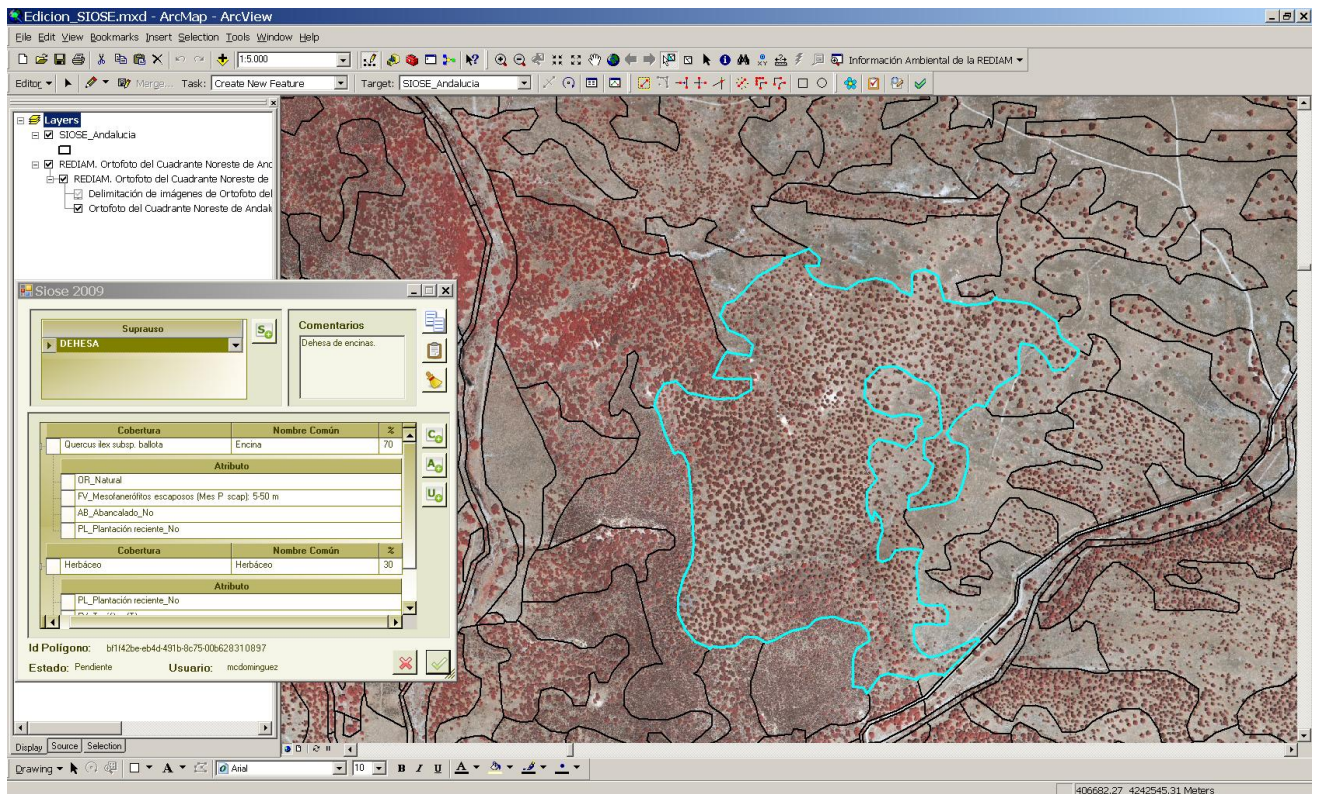 Edicion_SIOSE.mxd - ArcMap - ArcView
File Edit View Bookmarks Insert Selection Tools Window Help
1:5.000
Información Ambiental de la REDIAM
Editor Merge... Task: Create New Feature Target: SIOSE_Andalucia
Layers
SIOSE_Andalucia
REDIAM. Ortofoto del Cuadrante Noreste de Anc
REDIAM. Ortofoto del Cuadrante Noreste de
Delimitación de imágenes de Ortofoto del
Ortofoto del Cuadrante Noreste de Andalu
Siose 2009
Suprauso
DEHESA
S
Comentarios
Dehesa de encinas.
Cobertura Nombre Común %
Quercus ilex subsp. ballota Encina 70
Atributo
OR_Natural
FV_Mesofanerófitos escaposos (Mes P scap): 5-50 m
AB_Abancalado_No
PL_Plantación reciente_No
Cobertura Nombre Común %
Herbáceo Herbáceo 30
Atributo
PL_Plantación reciente_No
C
A
U
Id Polígono: bf1f42be-eb4d-491b-8c75-00b628310897
Estado: Pendiente Usuario: mcdominguez
Display Source Selection
Drawing A Arial 10 B I U A
406682,27 4242545,31 Meters